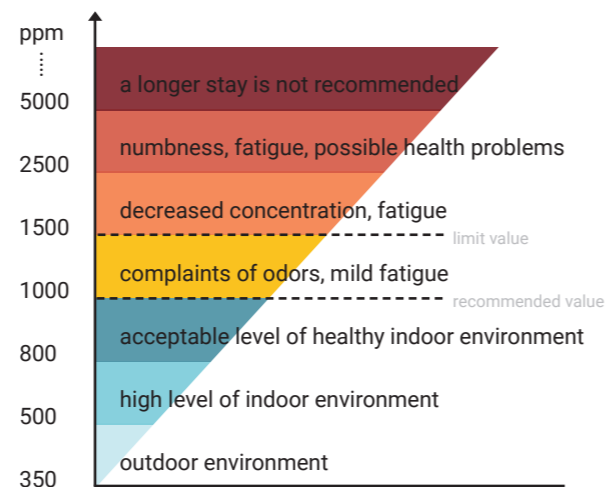 ppm
a longer stay is not recommended
5000
numbness, fatigue, possible health problems
2500
decreased concentration, fatigue
1500
limit value
complaints of odors, mild fatigue
1000
recommended value
acceptable level of healthy indoor environment
800
high level of indoor environment
500
outdoor environment
350